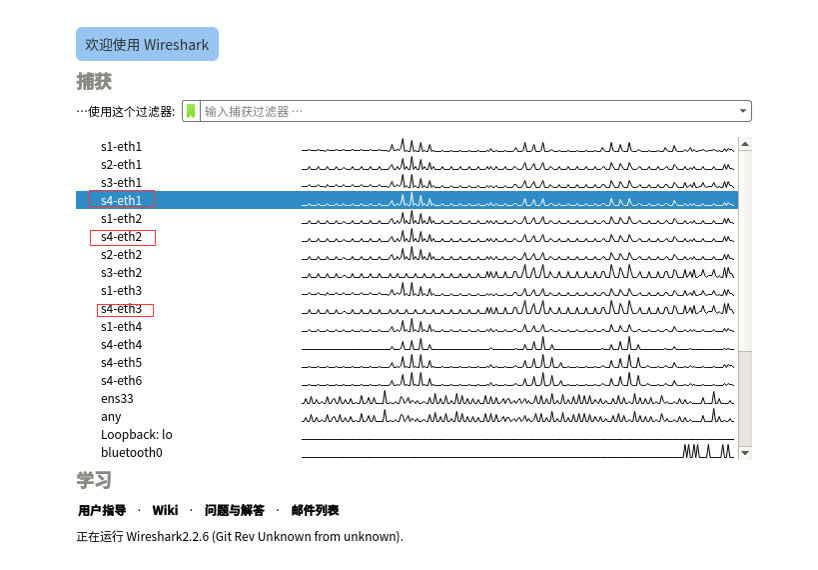 欢迎使用 Wireshark
捕获
…使用这个过滤器: 输入捕获过滤器 …
s1-eth1
s2-eth1
s3-eth1
s4-eth1
s1-eth2
s4-eth2
s2-eth2
s3-eth2
s1-eth3
s4-eth3
s1-eth4
s4-eth4
s4-eth5
s4-eth6
ens33
any
Loopback: lo
bluetooth0
学习
用户指导 · Wiki · 问题与解答 · 邮件列表
正在运行 Wireshark2.2.6 (Git Rev Unknown from unknown).